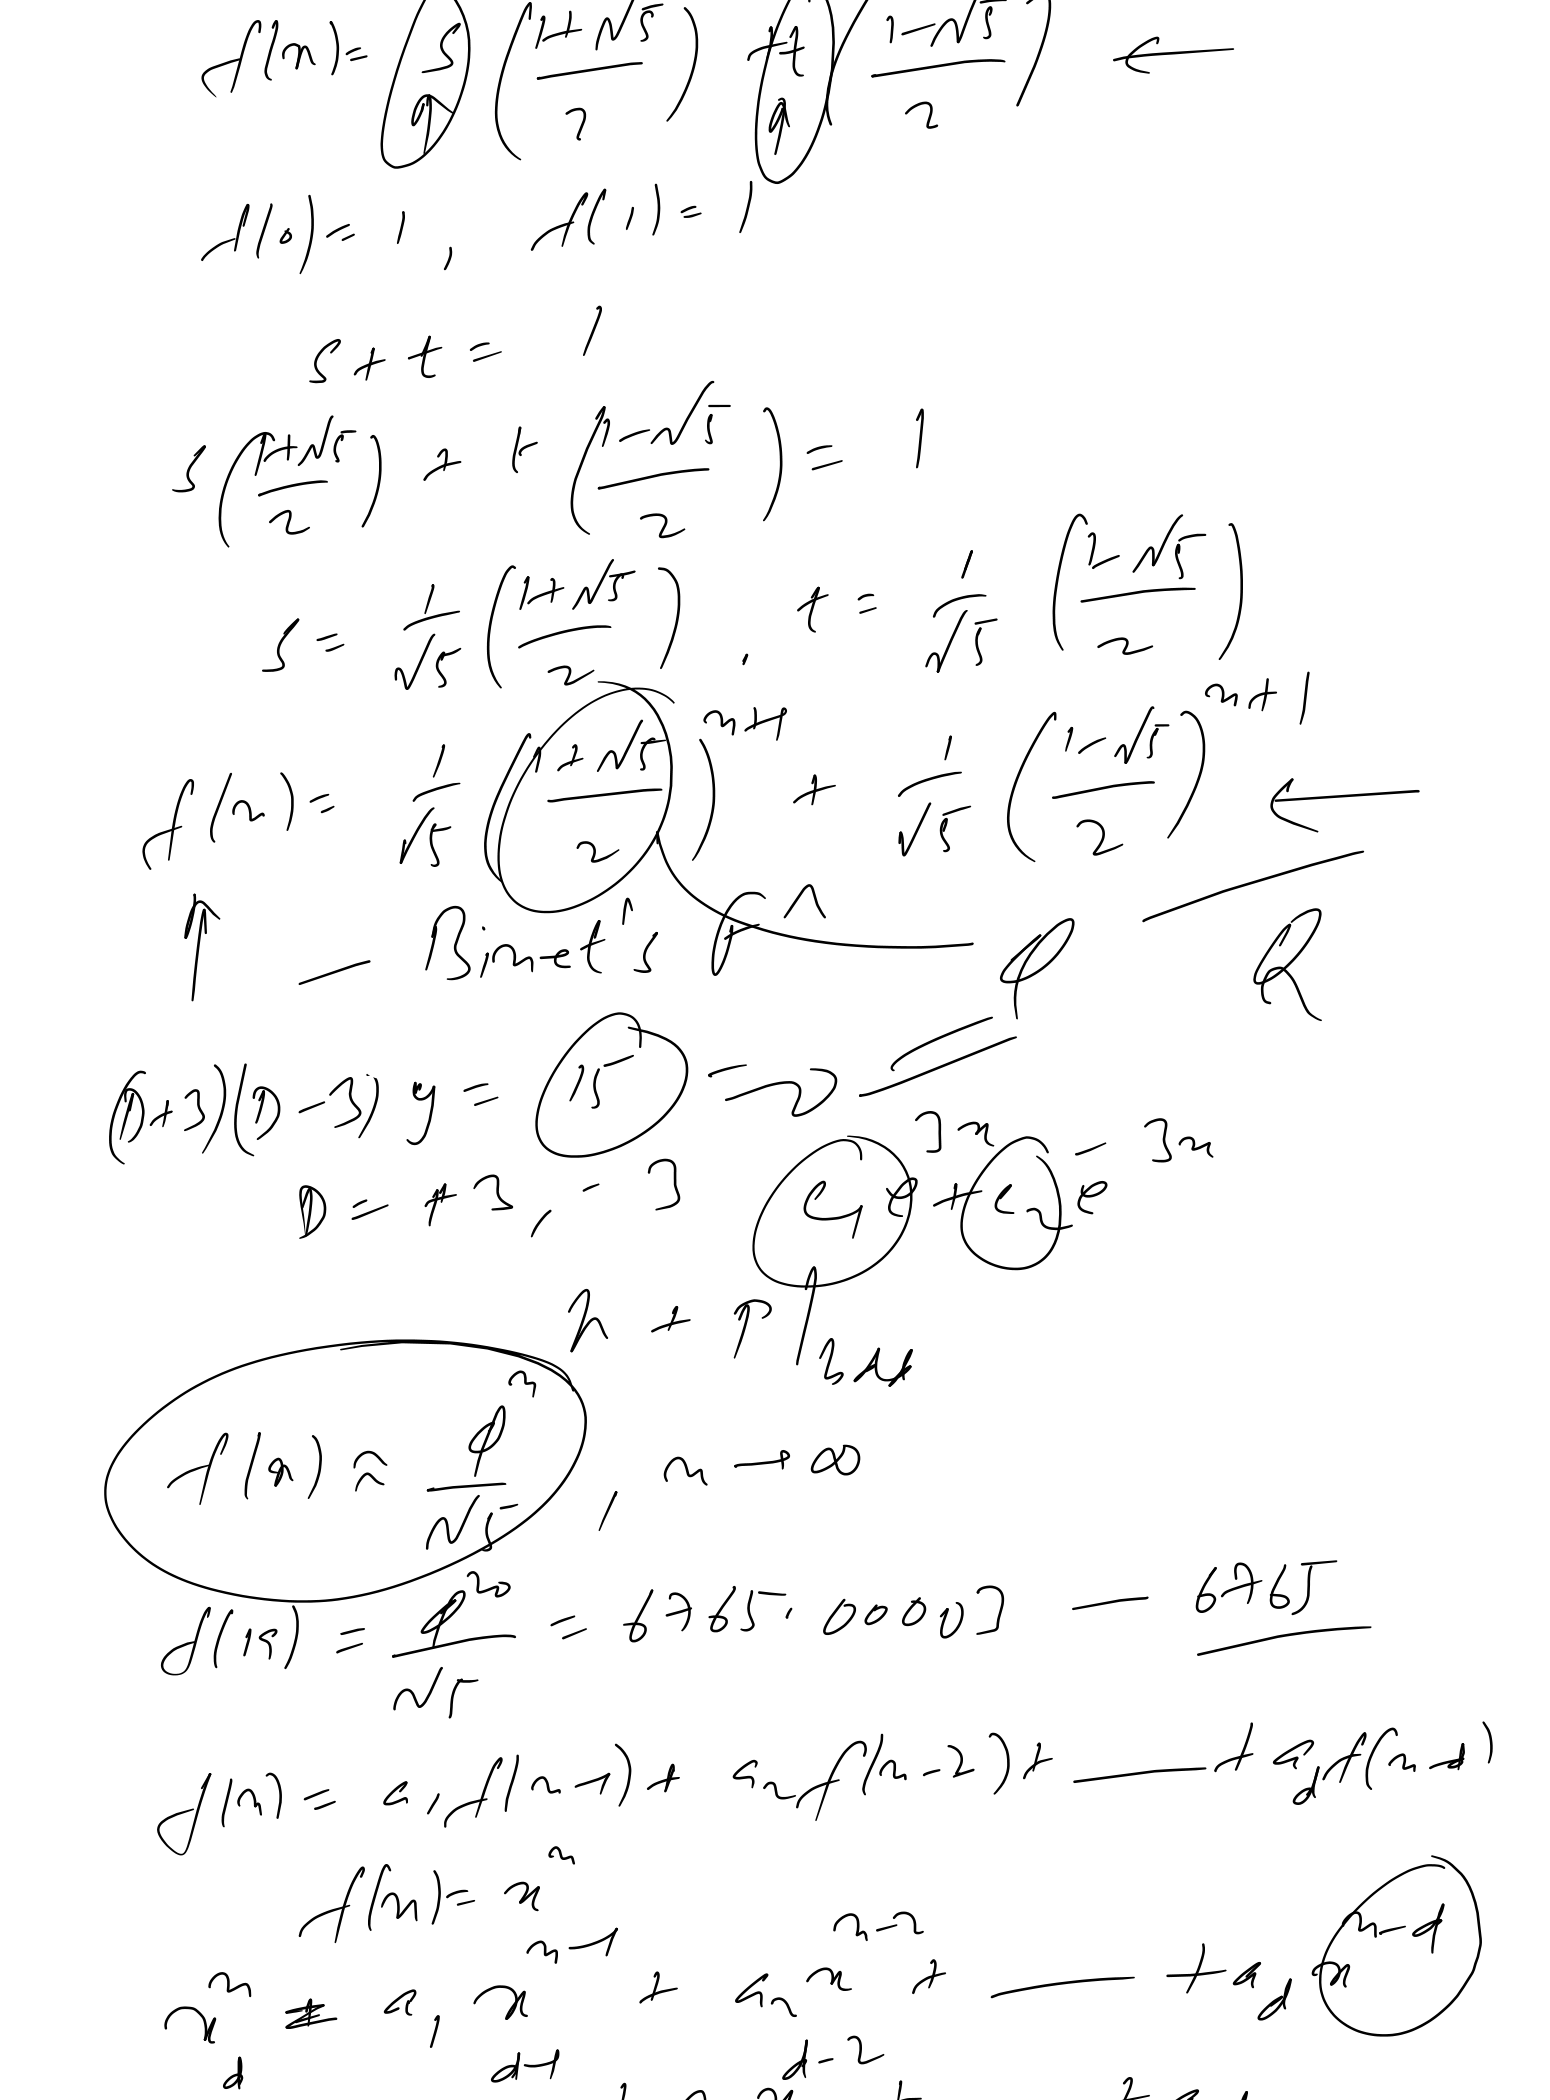 f(n) = s (1+√5/2) + t (1-√5/2) ←
f(0) = 1, f(1) = 1
s + t = 1
s (1+√5/2) + t (1-√5/2) = 1
s = 1/√5 (1+√5/2), t = 1/√5 (2-√5/2)
f(n) = 1/√5 (1+√5/2)^{n+1} + 1/√5 (1-√5/2)^{n+1} ←
↑ — Binet's φ
(D+3)(D-3) y = 15 = 0
D = +3, -3 c₁e^{3x} + c₂e^{-3x}
h + P
f(n) ≈ φ^n/√5, n → ∞
f(19) = φ^{20}/√5 = 6765.00003 — 6765
f(n) = a₁f(n-1) + a₂f(n-2) + — + a_d f(n-d)
f(n) = x^n
x^n = a₁x^{n-1} + a₂x^{n-2} + — + a_d x^{n-d}
d d-1 d-2